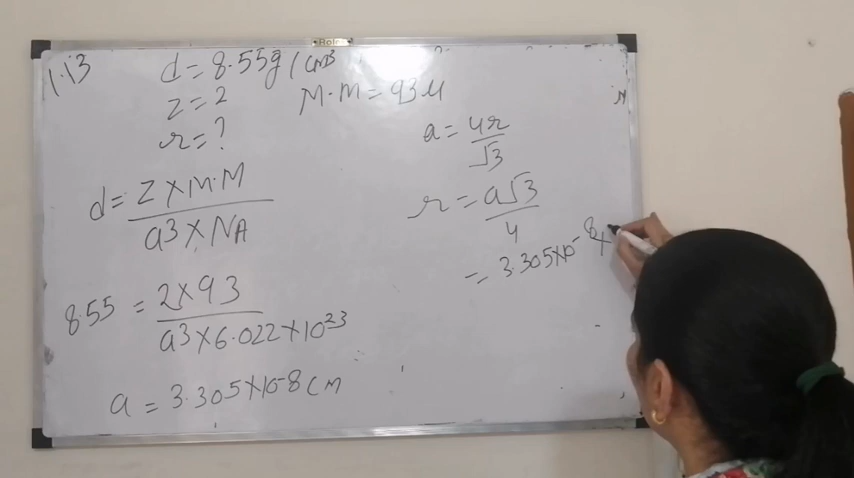 1.13
d = 8.55g / cm³
z = 2
M.M = 93u
r = ?
d = Z × M.M / a³ × NA
8.55 = 2 × 93 / a³ × 6.022 × 10²³
a = 3.305 × 10⁻⁸ cm
a = 4r / √3
r = a√3 / 4
= 3.305 × 10⁻⁸ ×